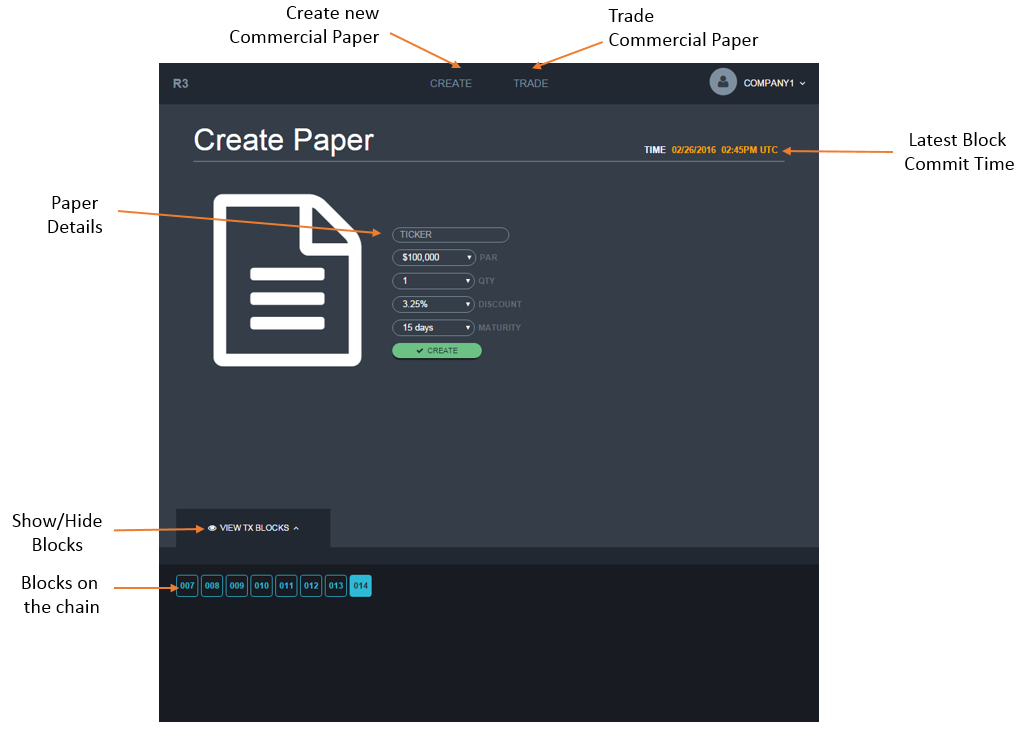 Create new
Commercial Paper
Trade
Commercial Paper
R3
CREATE
TRADE
COMPANY1
Create Paper
TIME 02/26/2016 02:45PM UTC
Latest Block
Commit Time
Paper
Details
TICKER
$100,000 PAR
1 QTY
3.25% DISCOUNT
15 days MATURITY
CREATE
Show/Hide
Blocks
VIEW TX BLOCKS
Blocks on
the chain
007 008 009 010 011 012 013 014